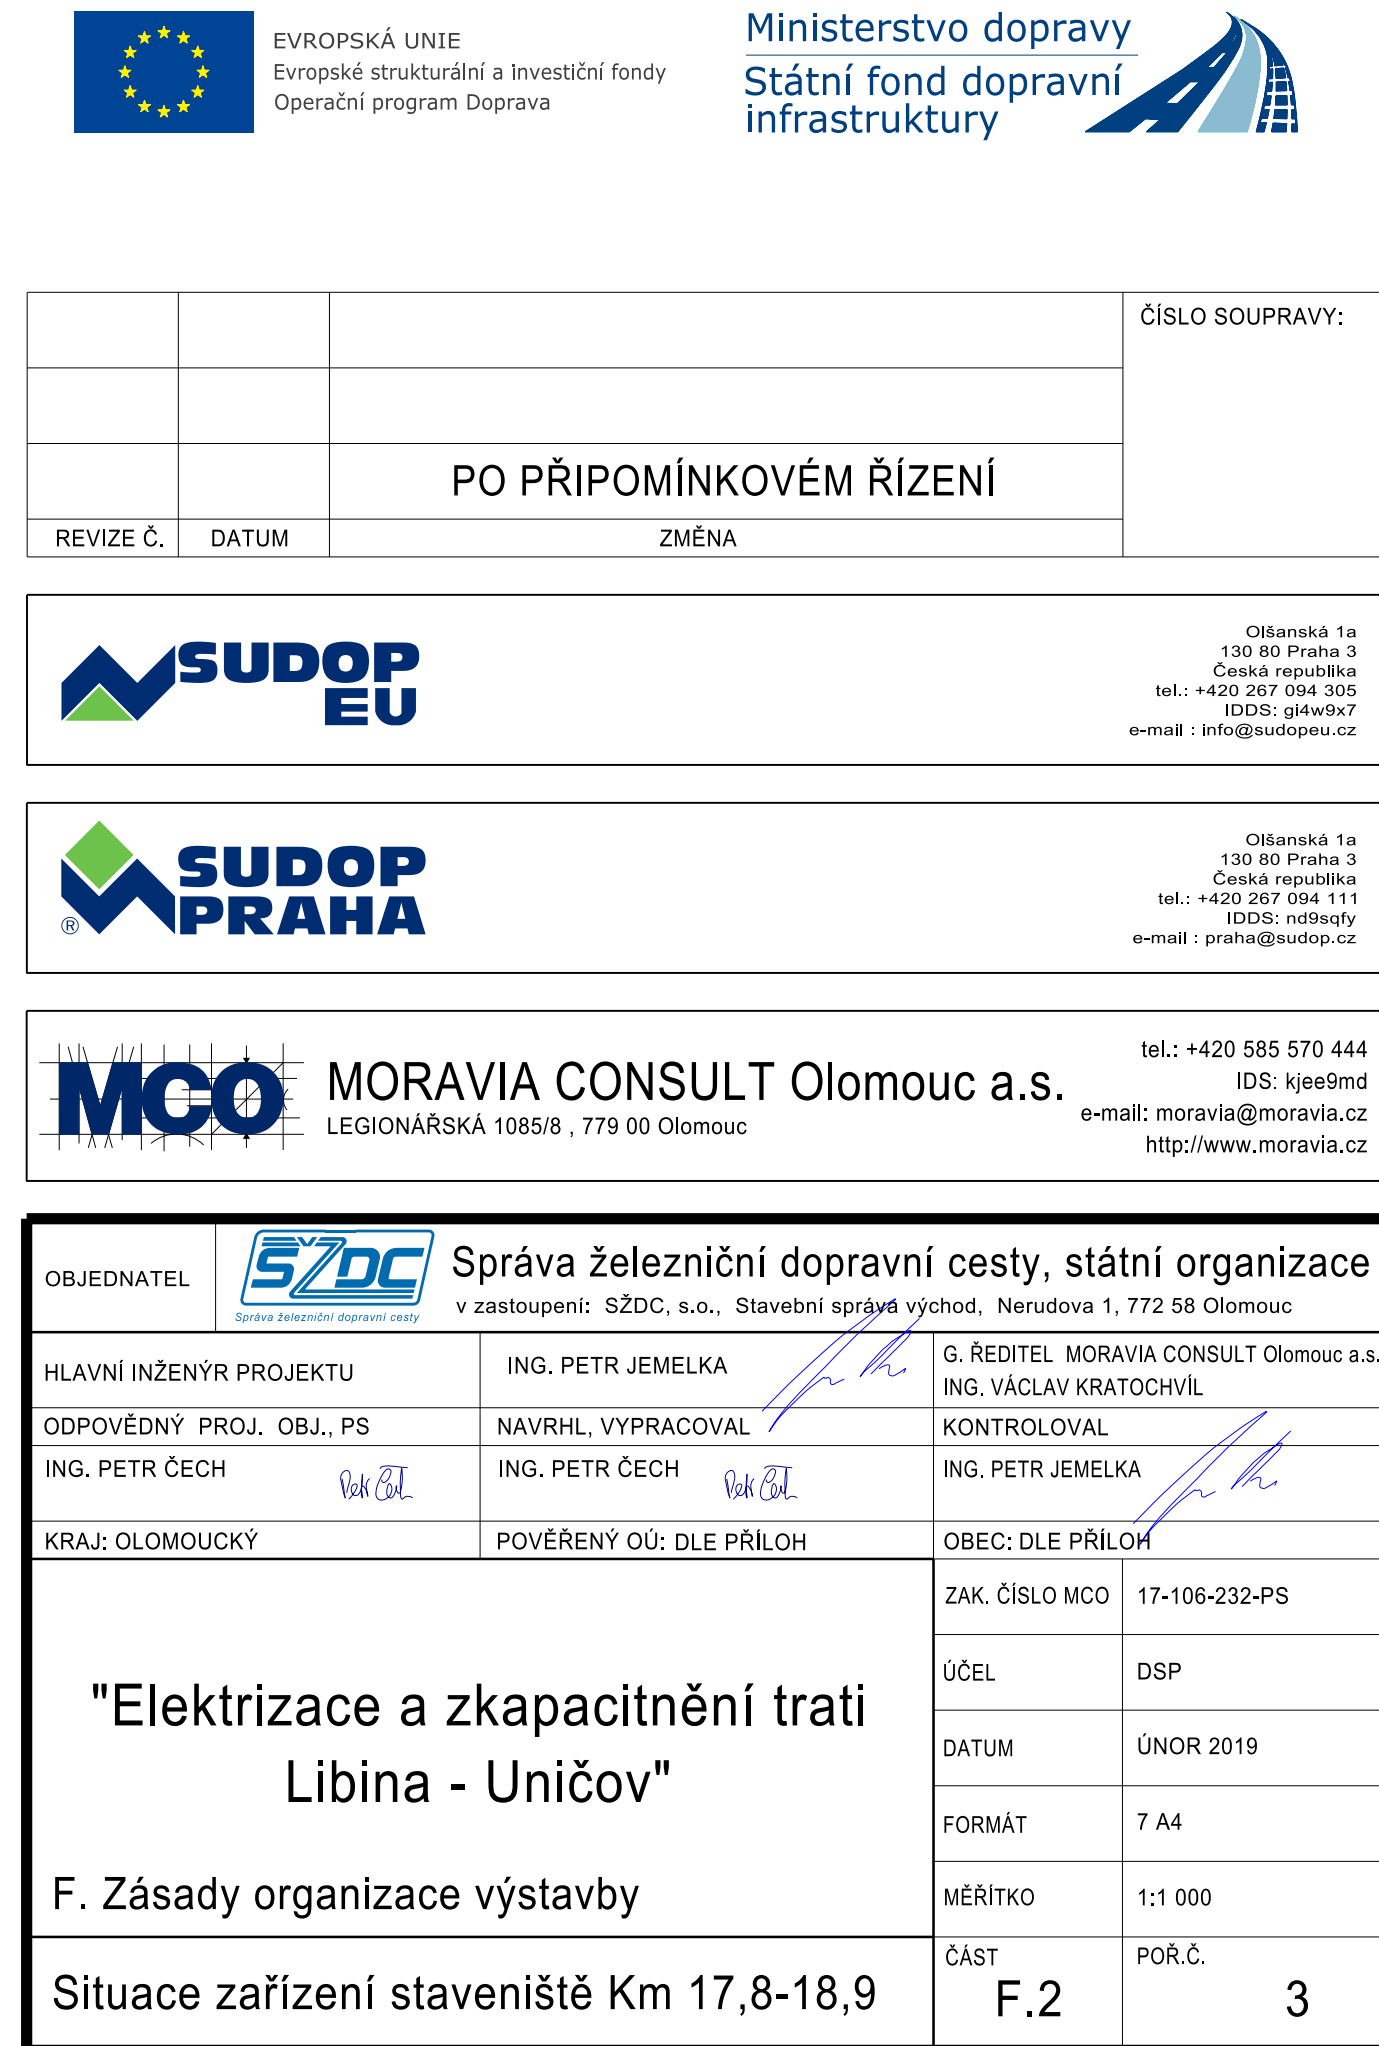 EVROPSKÁ UNIE
Evropské strukturální a investiční fondy
Operační program Doprava
Ministerstvo dopravy
Státní fond dopravní
infrastruktury
ČÍSLO SOUPRAVY:
PO PŘIPOMÍNKOVÉM ŘÍZENÍ
REVIZE Č. DATUM ZMĚNA
SUDOP
EU
Olšanská 1a
130 80 Praha 3
Česká republika
tel.: +420 267 094 305
IDDS: gi4w9x7
e-mail : info@sudopeu.cz
SUDOP
PRAHA
®
Olšanská 1a
130 80 Praha 3
Česká republika
tel.: +420 267 094 111
IDDS: nd9sqfy
e-mail : praha@sudop.cz
MCO
MORAVIA CONSULT Olomouc a.s.
LEGIONÁŘSKÁ 1085/8 , 779 00 Olomouc
tel.: +420 585 570 444
IDS: kjee9md
e-mail: moravia@moravia.cz
http://www.moravia.cz
OBJEDNATEL
SŽDC
Správa železniční dopravní cesty
Správa železniční dopravní cesty, státní organizace
v zastoupení: SŽDC, s.o., Stavební správa východ, Nerudova 1, 772 58 Olomouc
HLAVNÍ INŽENÝR PROJEKTU
ING. PETR JEMELKA
G. ŘEDITEL MORAVIA CONSULT Olomouc a.s.
ING. VÁCLAV KRATOCHVÍL
ODPOVĚDNÝ PROJ. OBJ., PS
NAVRHL, VYPRACOVAL
KONTROLOVAL
ING. PETR ČECH
Petr Čech
ING. PETR ČECH
Petr Čech
ING. PETR JEMELKA
KRAJ: OLOMOUCKÝ
POVĚŘENÝ OÚ: DLE PŘÍLOH
OBEC: DLE PŘÍLOH
"Elektrizace a zkapacitnění trati
Libina - Uničov"
F. Zásady organizace výstavby
Situace zařízení staveniště Km 17,8-18,9
ZAK. ČÍSLO MCO 17-106-232-PS
ÚČEL DSP
DATUM ÚNOR 2019
FORMÁT 7 A4
MĚŘÍTKO 1:1 000
ČÁST POŘ.Č.
F.2 3